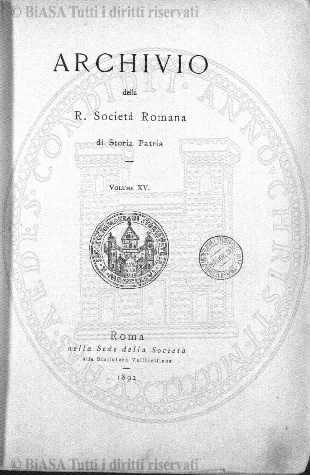 © BiASA Tutti i diritti riservati
ARCHIVIO
della
R. Società Romana
di Storia Patria
VOLUME XV.
Roma
nella Sede della Società
alla Biblioteca Vallicelliana
1892
© BiASA Tutti i diritti riservati